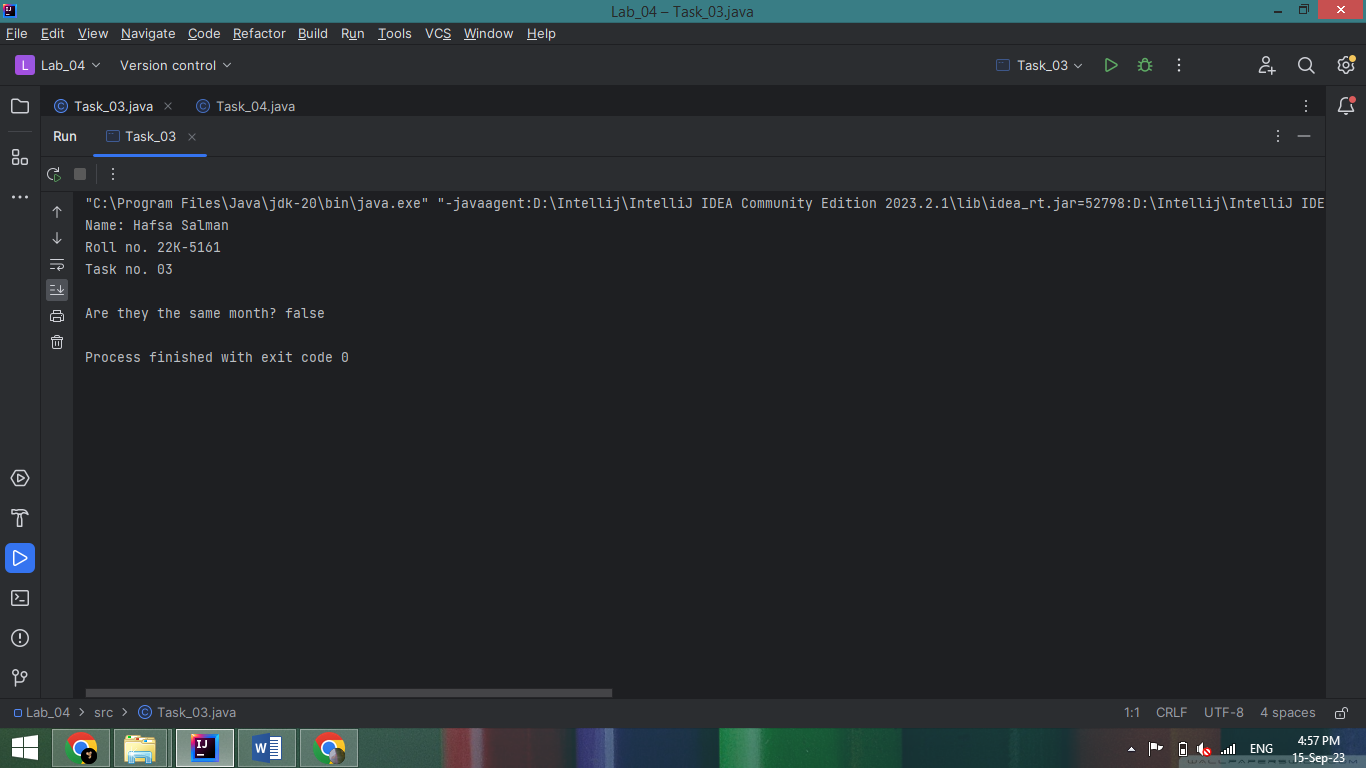 Lab_04 – Task_03.java
File Edit View Navigate Code Refactor Build Run Tools VCS Window Help
L Lab_04 Version control Task_03
Task_03.java Task_04.java
Run Task_03
"C:\Program Files\Java\jdk-20\bin\java.exe" "-javaagent:D:\Intellij\IntelliJ IDEA Community Edition 2023.2.1\lib\idea_rt.jar=52798:D:\Intellij\IntelliJ IDE
Name: Hafsa Salman
Roll no. 22K-5161
Task no. 03
Are they the same month? false
Process finished with exit code 0
Lab_04 > src > Task_03.java 1:1 CRLF UTF-8 4 spaces
ENG
4:57 PM
15-Sep-23